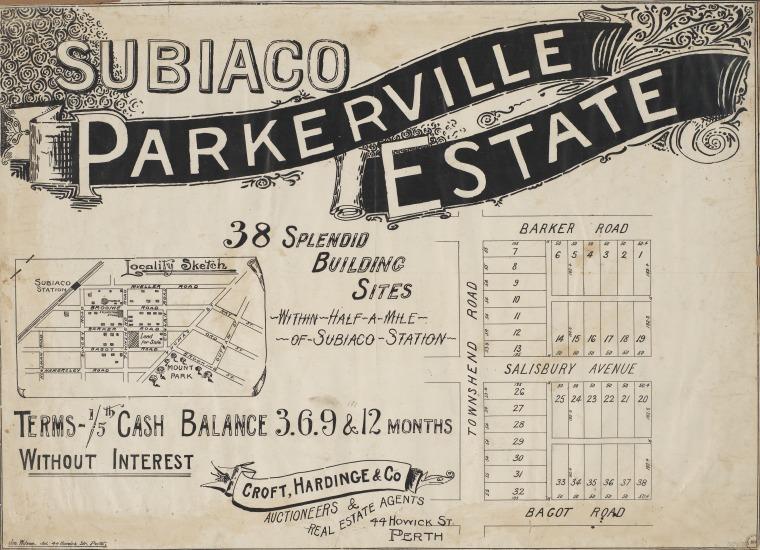 SUBIACO
PARKERVILLE
ESTATE
38 SPLENDID
BUILDING
SITES
~WITHIN~HALF~A~MILE~
~OF~SUBIACO~STATION~
Locality Sketch
SUBIACO
STATION
ROAD
BARKER ROAD
BAGOT ROAD
Land
for Sale
MOUNT
PARK
TERMS-1/5th CASH BALANCE 3.6.9 & 12 MONTHS
WITHOUT INTEREST
CROFT, HARDINGE & Co
AUCTIONEERS &
REAL ESTATE AGENTS
44 HOWICK ST.
PERTH
BARKER ROAD
7 6 5 4 3 2 1
8
9
10
11
12
13 14 15 16 17 18 19
TOWNSHEND ROAD
SALISBURY AVENUE
26 25 24 23 22 21 20
27
28
29
30
31
32 33 34 35 36 37 38
BAGOT ROAD